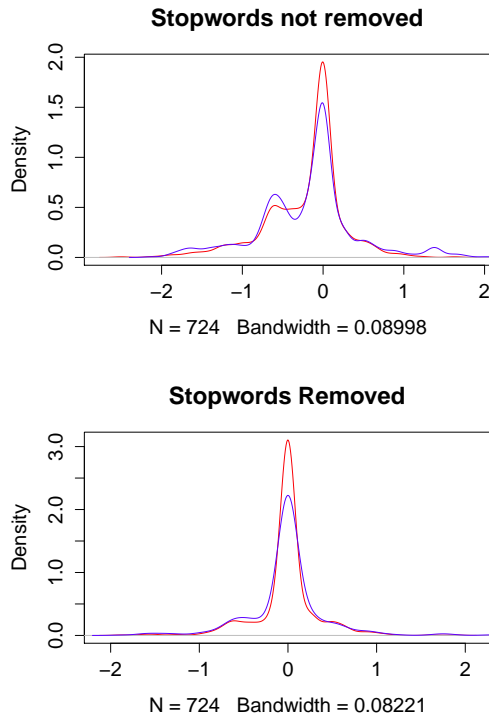 Stopwords not removed
2.0
1.5
1.0
0.5
0.0
Density
−2 −1 0 1 2
N = 724 Bandwidth = 0.08998
Stopwords Removed
3.0
2.0
1.0
0.0
Density
−2 −1 0 1 2
N = 724 Bandwidth = 0.08221